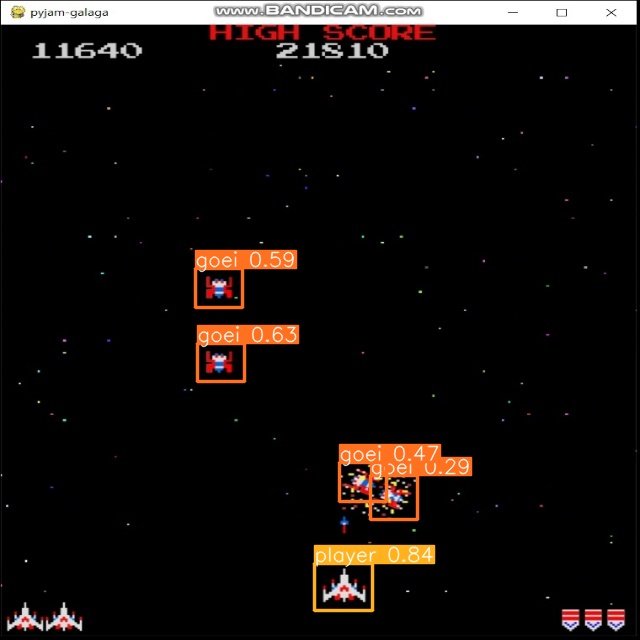 pyjam-galaga
www.BANDICAM.com
HIGH SCORE
11640
21810
goei 0.59
goei 0.63
goei 0.47
goei 0.29
player 0.84